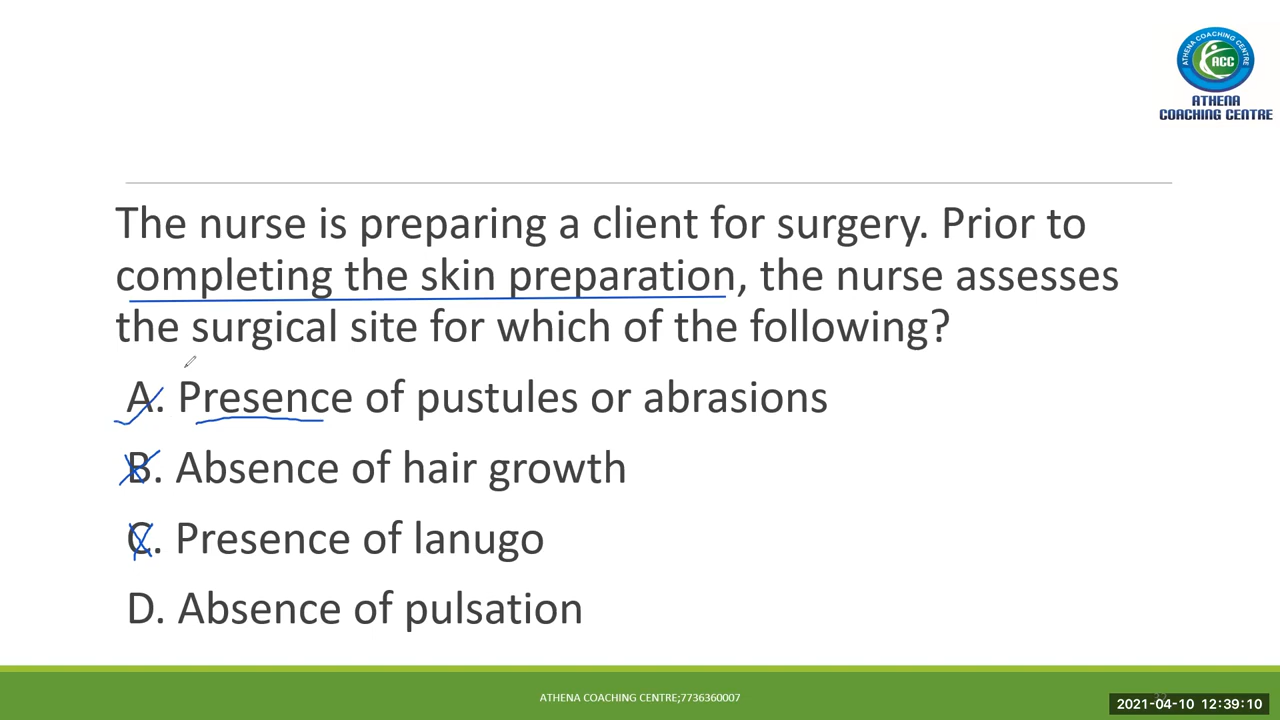 ATHENA COACHING CENTRE
ACC
ATHENA
COACHING CENTRE
The nurse is preparing a client for surgery. Prior to
completing the skin preparation, the nurse assesses
the surgical site for which of the following?
A. Presence of pustules or abrasions
B. Absence of hair growth
C. Presence of lanugo
D. Absence of pulsation
ATHENA COACHING CENTRE;7736360007
2021-04-10 12:39:10